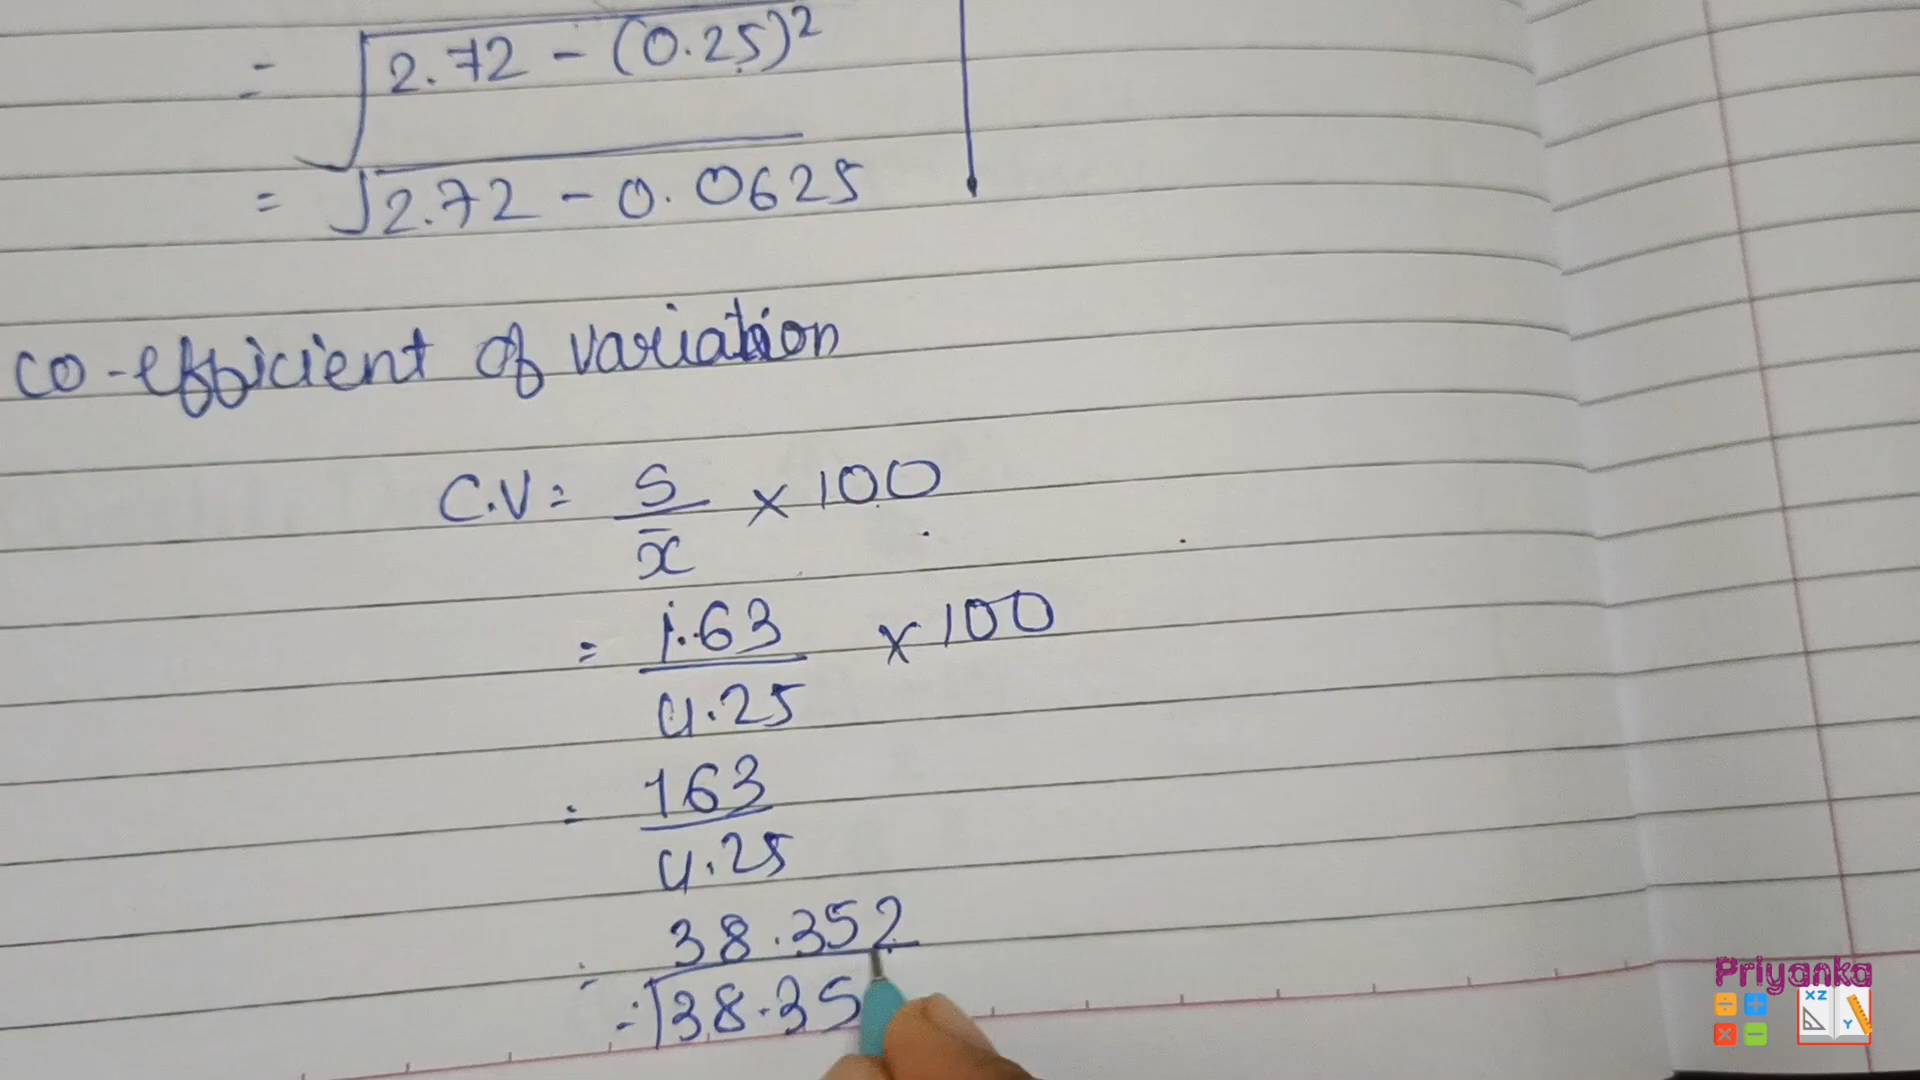 = √2.72 - (0.25)²
= √2.72 - 0.0625
co-efficient of variation
C.V = S/x̄ × 100
= 1.63/4.25 × 100
= 163/4.25
= 38.352
= 38.35
Priyanka
XZ
Y